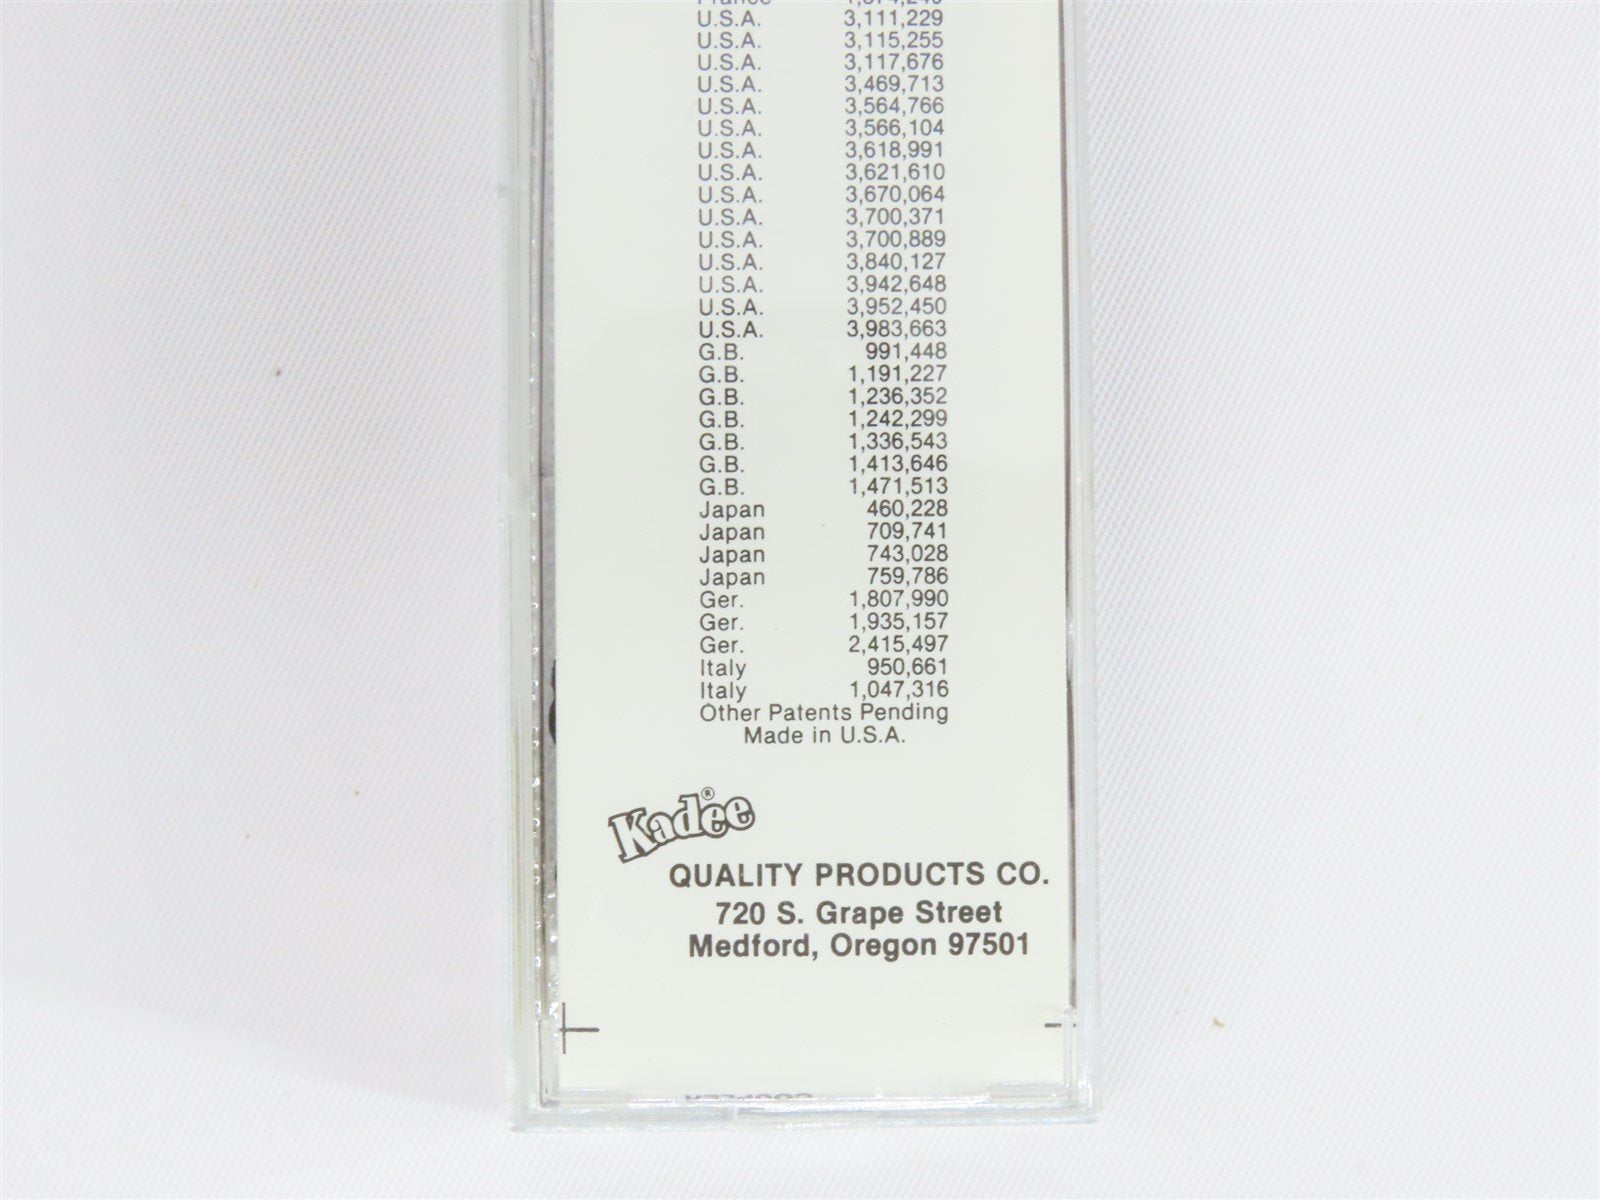 France
U.S.A. 3,111,229
U.S.A. 3,115,255
U.S.A. 3,117,676
U.S.A. 3,469,713
U.S.A. 3,564,766
U.S.A. 3,566,104
U.S.A. 3,618,991
U.S.A. 3,621,610
U.S.A. 3,670,064
U.S.A. 3,700,371
U.S.A. 3,700,889
U.S.A. 3,840,127
U.S.A. 3,942,648
U.S.A. 3,952,450
U.S.A. 3,983,663
G.B. 991,448
G.B. 1,191,227
G.B. 1,236,352
G.B. 1,242,299
G.B. 1,336,543
G.B. 1,413,646
G.B. 1,471,513
Japan 460,228
Japan 709,741
Japan 743,028
Japan 759,786
Ger. 1,807,990
Ger. 1,935,157
Ger. 2,415,497
Italy 950,661
Italy 1,047,316
Other Patents Pending
Made in U.S.A.
Kadee®
QUALITY PRODUCTS CO.
720 S. Grape Street
Medford, Oregon 97501